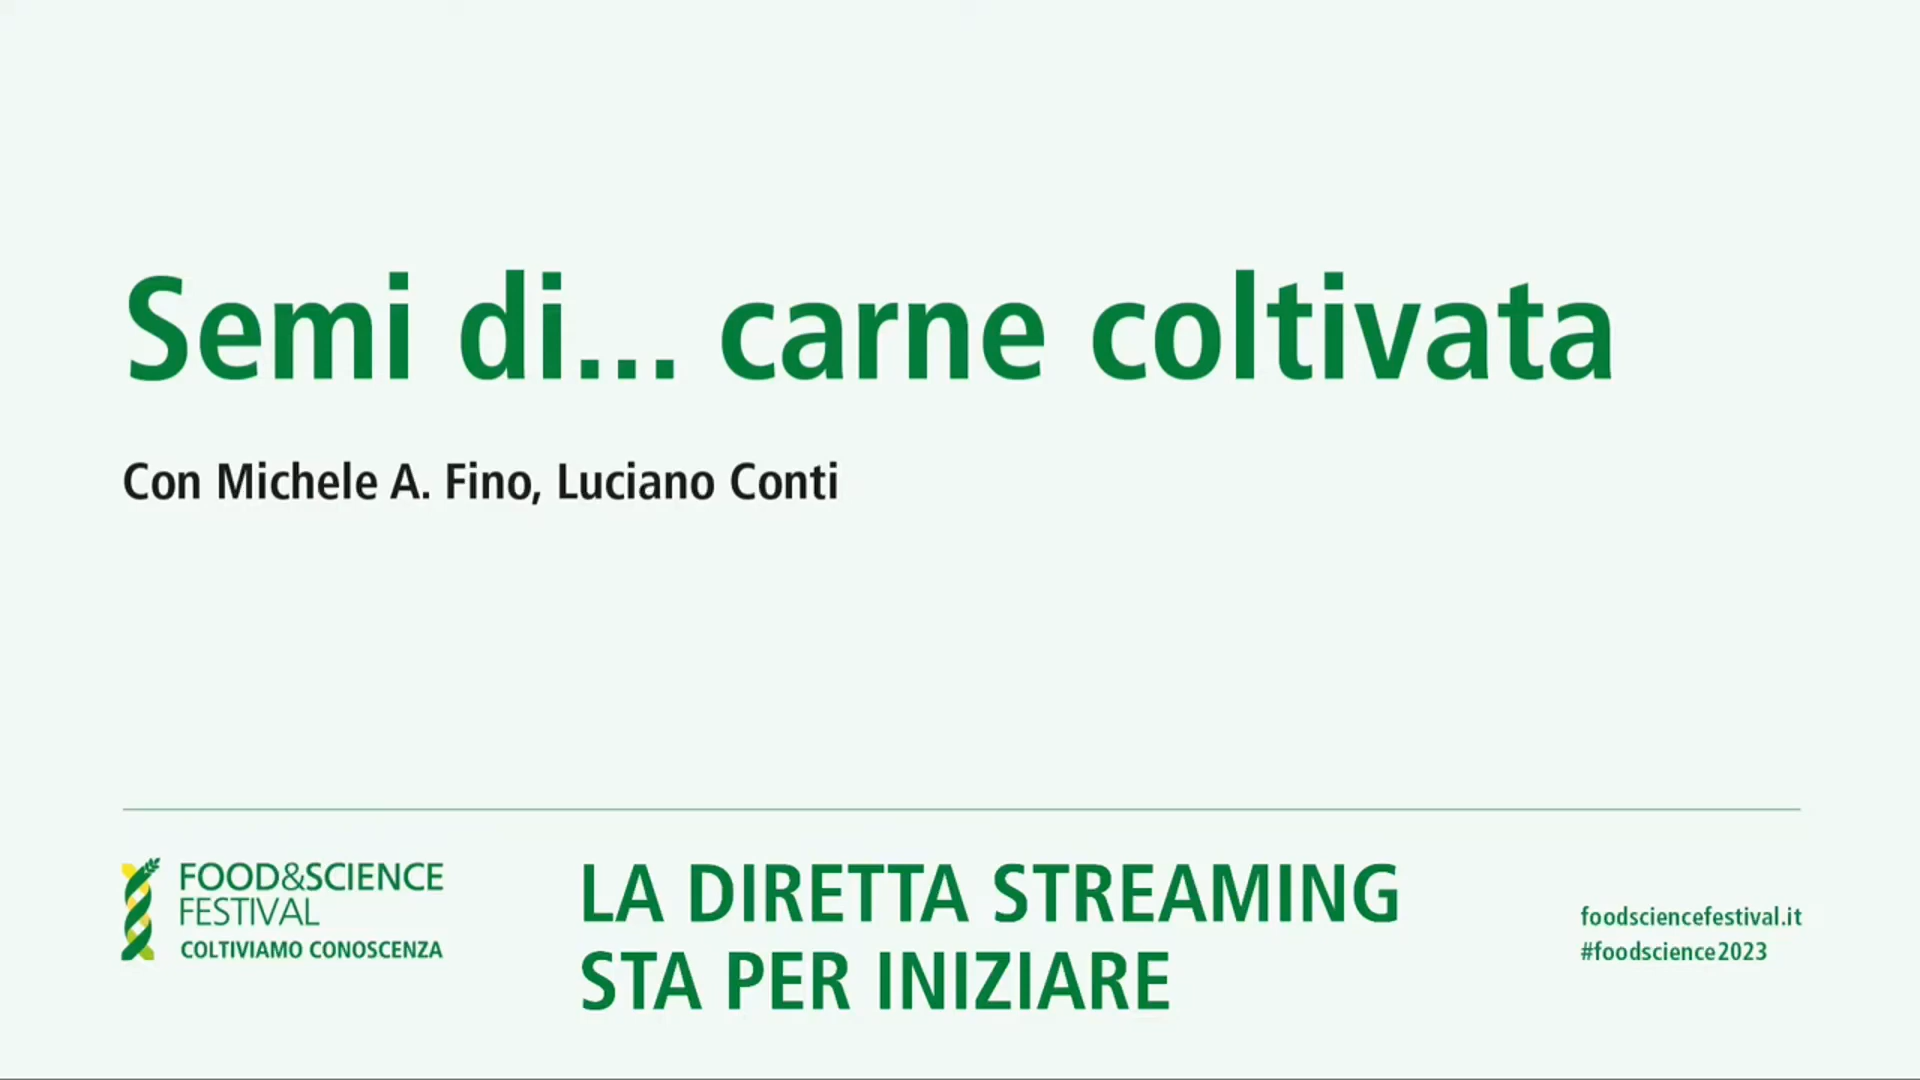 Semi di... carne coltivata
Con Michele A. Fino, Luciano Conti
FOOD&SCIENCE
FESTIVAL
COLTIVIAMO CONOSCENZA
LA DIRETTA STREAMING
STA PER INIZIARE
foodsciencefestival.it
#foodscience2023